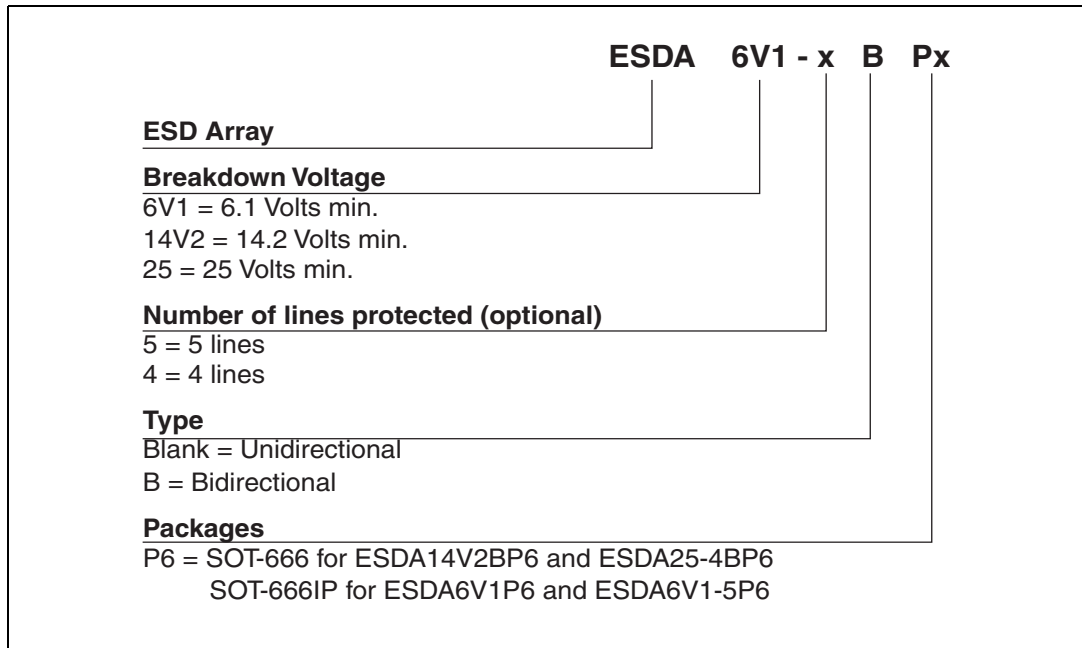 ESDA 6V1 - x B Px
ESD Array
Breakdown Voltage
6V1 = 6.1 Volts min.
14V2 = 14.2 Volts min.
25 = 25 Volts min.
Number of lines protected (optional)
5 = 5 lines
4 = 4 lines
Type
Blank = Unidirectional
B = Bidirectional
Packages
P6 = SOT-666 for ESDA14V2BP6 and ESDA25-4BP6
SOT-666IP for ESDA6V1P6 and ESDA6V1-5P6